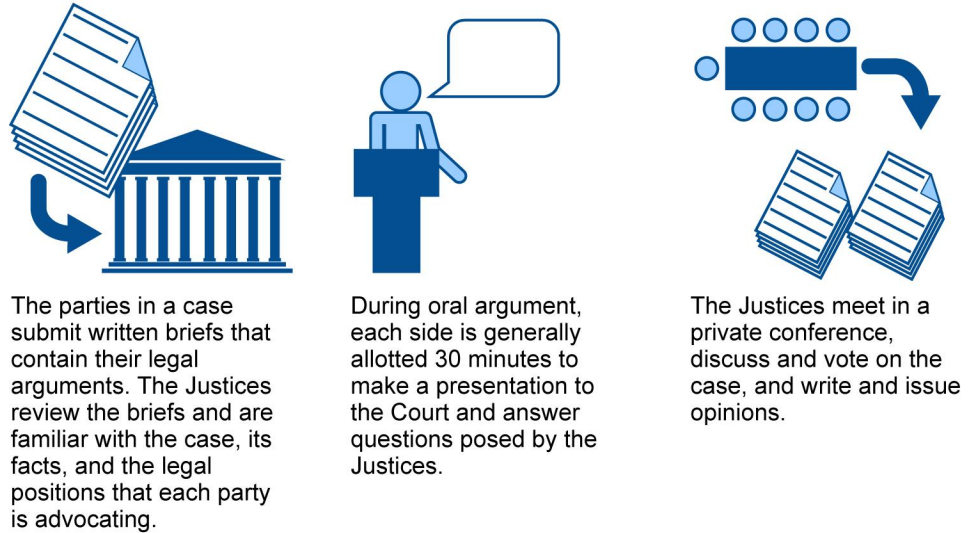 The parties in a case
submit written briefs that
contain their legal
arguments. The Justices
review the briefs and are
familiar with the case, its
facts, and the legal
positions that each party
is advocating.
During oral argument,
each side is generally
allotted 30 minutes to
make a presentation to
the Court and answer
questions posed by the
Justices.
The Justices meet in a
private conference,
discuss and vote on the
case, and write and issue
opinions.